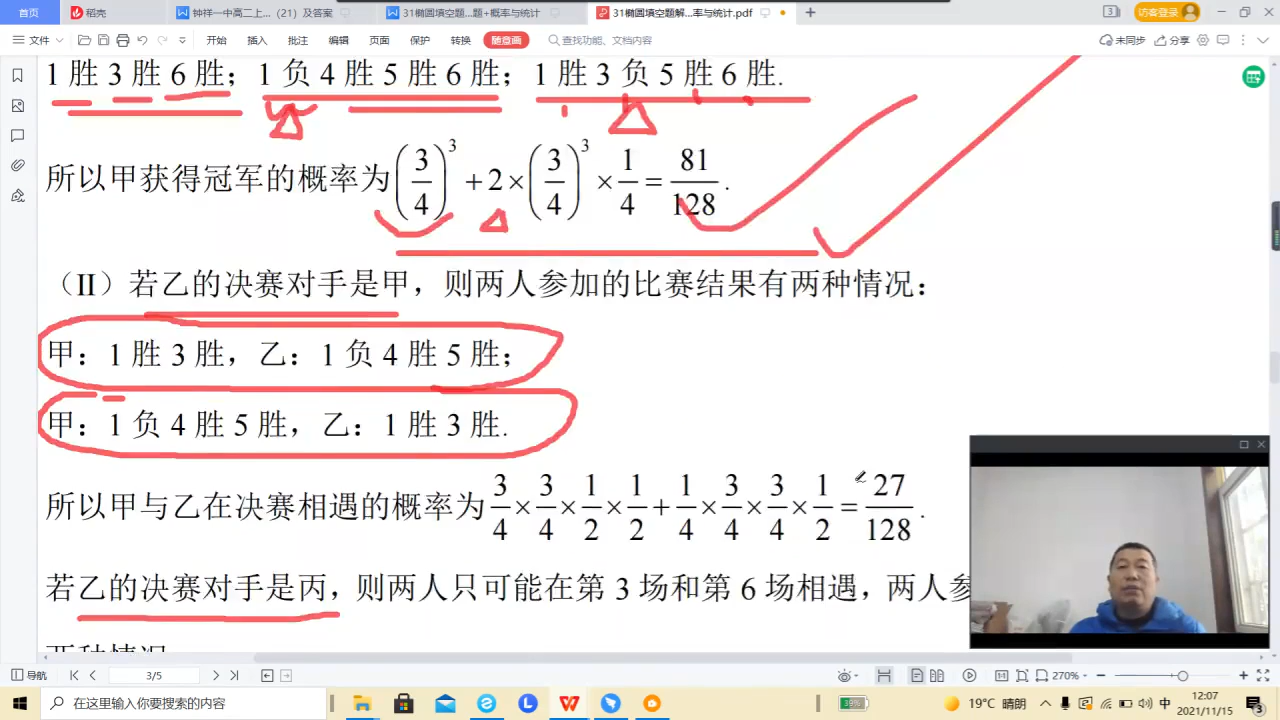 首页 稻壳 钟祥一中高二上...（21）及答案 31椭圆填空题...题+概率与统计 31椭圆填空题解...率与统计.pdf + 3 访客登录
文件 开始 插入 批注 编辑 页面 保护 转换 随意画 查找功能、文档内容 未同步 分享
1 胜 3 胜 6 胜；1 负 4 胜 5 胜 6 胜；1 胜 3 负 5 胜 6 胜.
所以甲获得冠军的概率为(3/4)^3+2×(3/4)^3×1/4=81/128.
（II）若乙的决赛对手是甲，则两人参加的比赛结果有两种情况：
甲：1 胜 3 胜，乙：1 负 4 胜 5 胜；
甲：1 负 4 胜 5 胜，乙：1 胜 3 胜.
所以甲与乙在决赛相遇的概率为3/4×3/4×1/2×1/2+1/4×3/4×3/4×1/2=27/128.
若乙的决赛对手是丙，则两人只可能在第 3 场和第 6 场相遇，两人参
导航 3/5 270%
在这里输入你要搜索的内容 39% 19°C 晴朗 中 12:07
2021/11/15 3